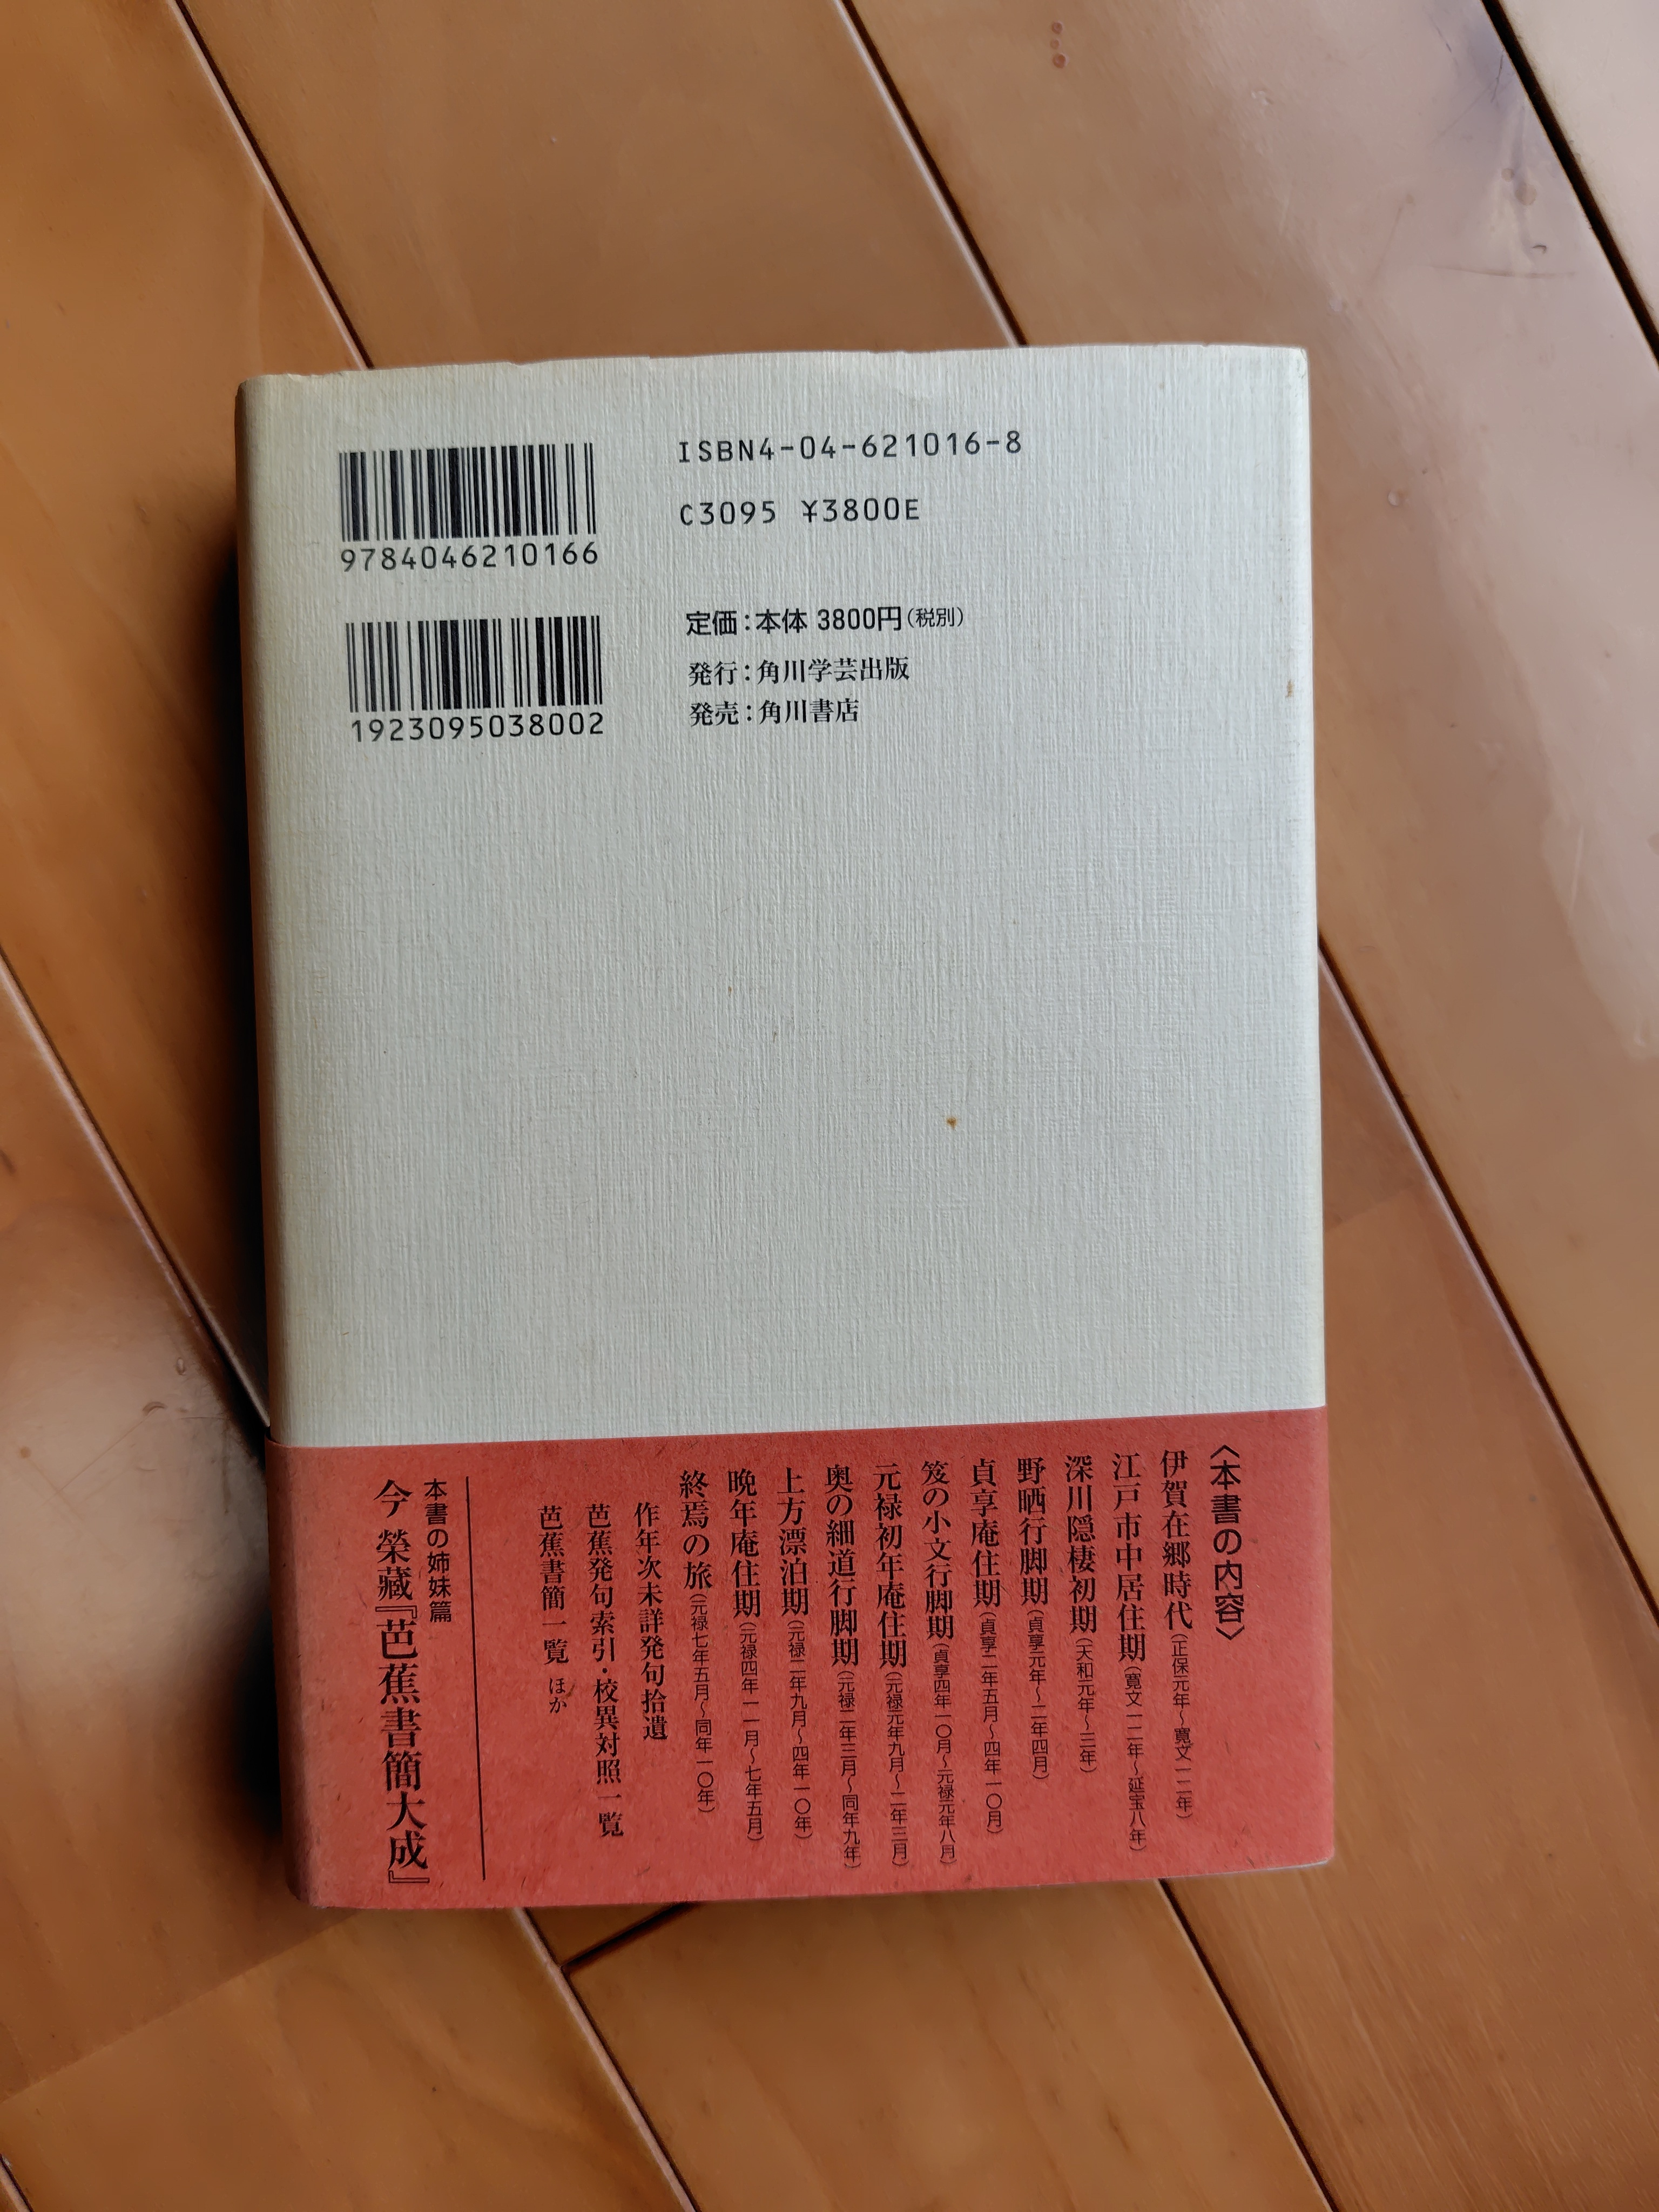 9784046210166
1923095038002
ISBN4-04-621016-8
C3095 ¥3800E
定価：本体 3800円（税別）
発行：角川学芸出版
発売：角川書店
〈本書の内容〉
伊賀在郷時代（正保元年～寛文一二年）
江戸市中居住期（寛文一二年～延宝八年）
深川隠棲初期（天和元年～三年）
野晒行脚期（貞享元年～二年四月）
貞享庵住期（貞享二年五月～四年一〇月）
笈の小文行脚期（貞享四年一〇月～元禄元年八月）
元禄初年庵住期（元禄元年九月～二年三月）
奥の細道行脚期（元禄二年三月～同年九年）
上方漂泊期（元禄二年九月～四年一〇年）
晩年庵住期（元禄四年一一月～七年五月）
終焉の旅（元禄七年五月～同年一〇年）
作年次未詳発句拾遺
芭蕉発句索引・校異対照一覧
芭蕉書簡一覧 ほか
本書の姉妹篇
今 榮藏『芭蕉書簡大成』